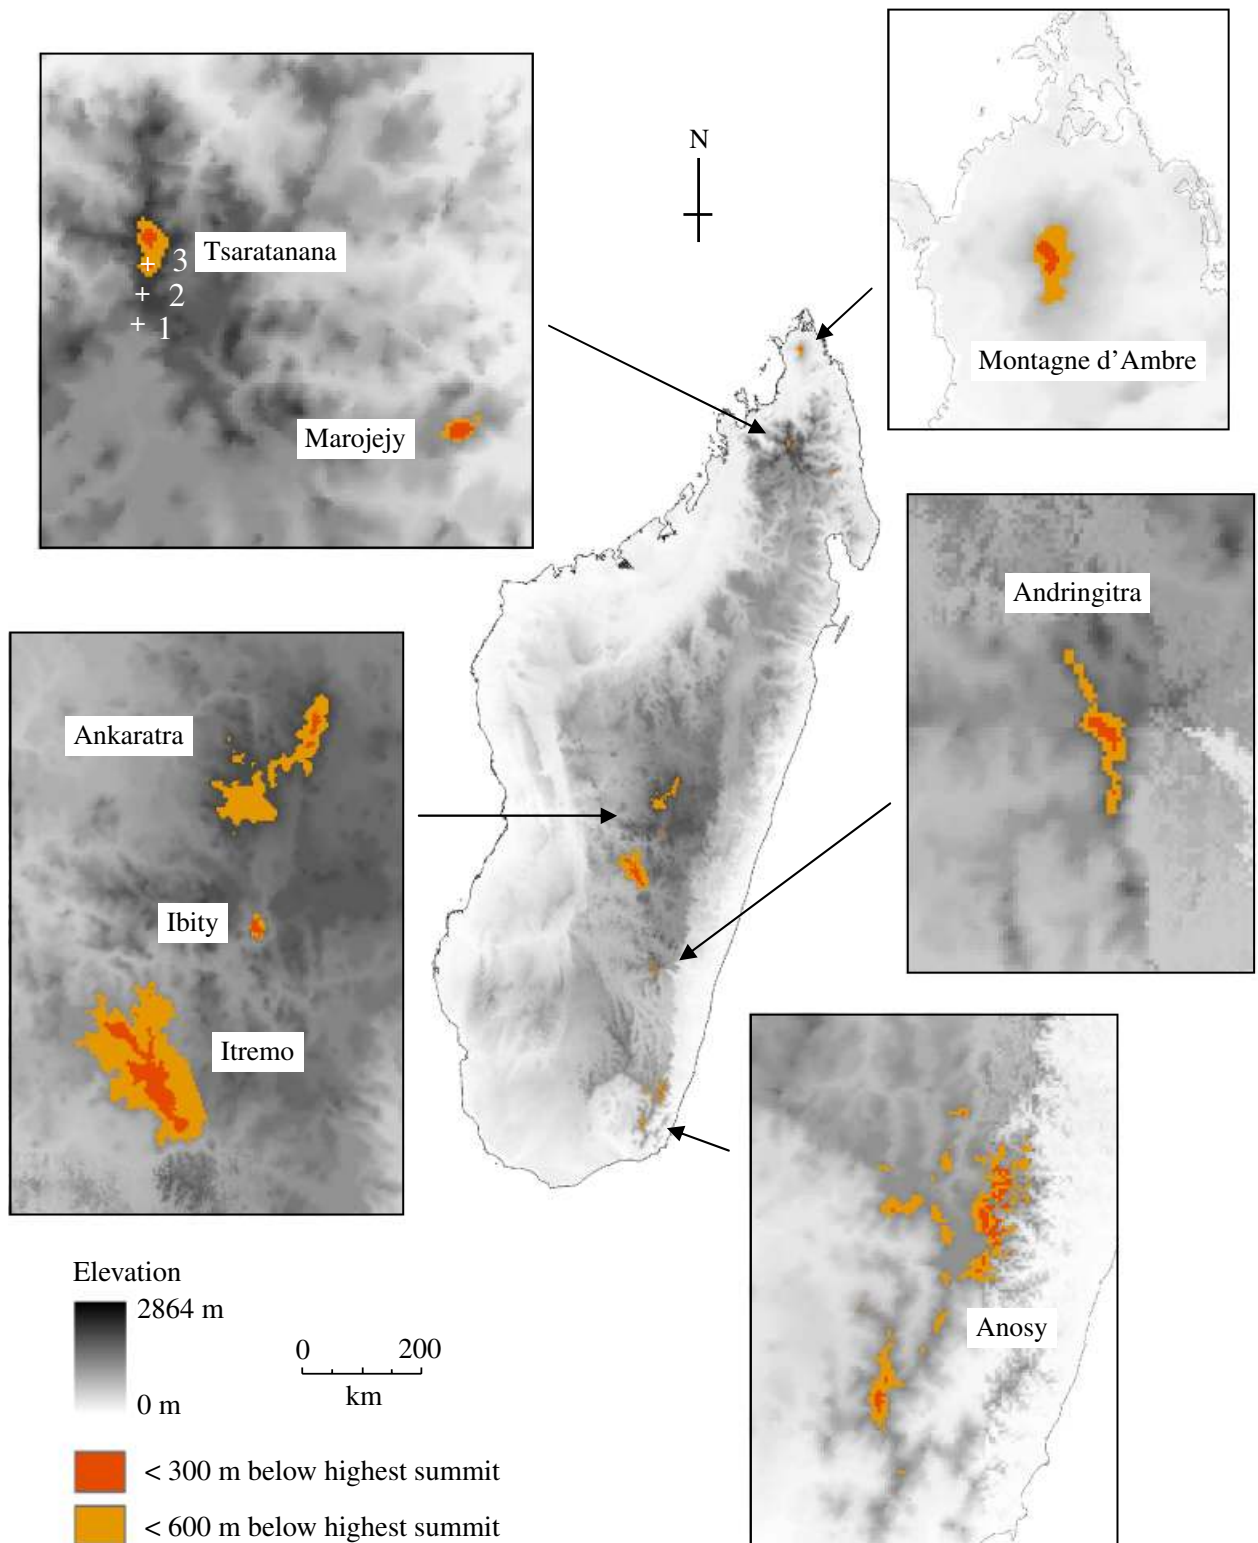 N
Tsaratanana
+ 3
+ 2
+ 1
Marojejy
Montagne d’Ambre
Andringitra
Ankaratra
Ibity
Itremo
Anosy
Elevation
2864 m
0 m
0 200
km
< 300 m below highest summit
< 600 m below highest summit